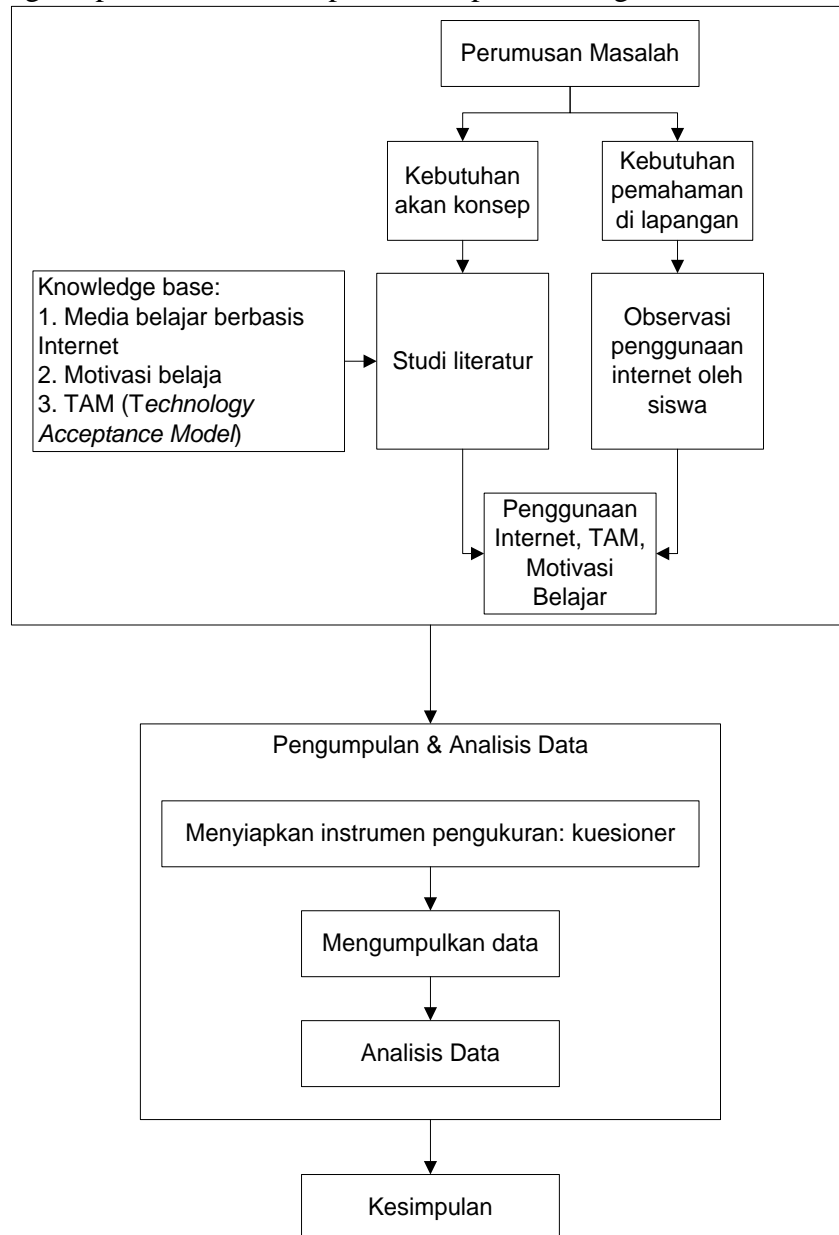 Perumusan Masalah
Kebutuhan
akan konsep
Kebutuhan
pemahaman
di lapangan
Knowledge base:
1. Media belajar berbasis
Internet
2. Motivasi belaja
3. TAM (Technology
Acceptance Model)
Studi literatur
Observasi
penggunaan
internet oleh
siswa
Penggunaan
Internet, TAM,
Motivasi
Belajar
Pengumpulan & Analisis Data
Menyiapkan instrumen pengukuran: kuesioner
Mengumpulkan data
Analisis Data
Kesimpulan